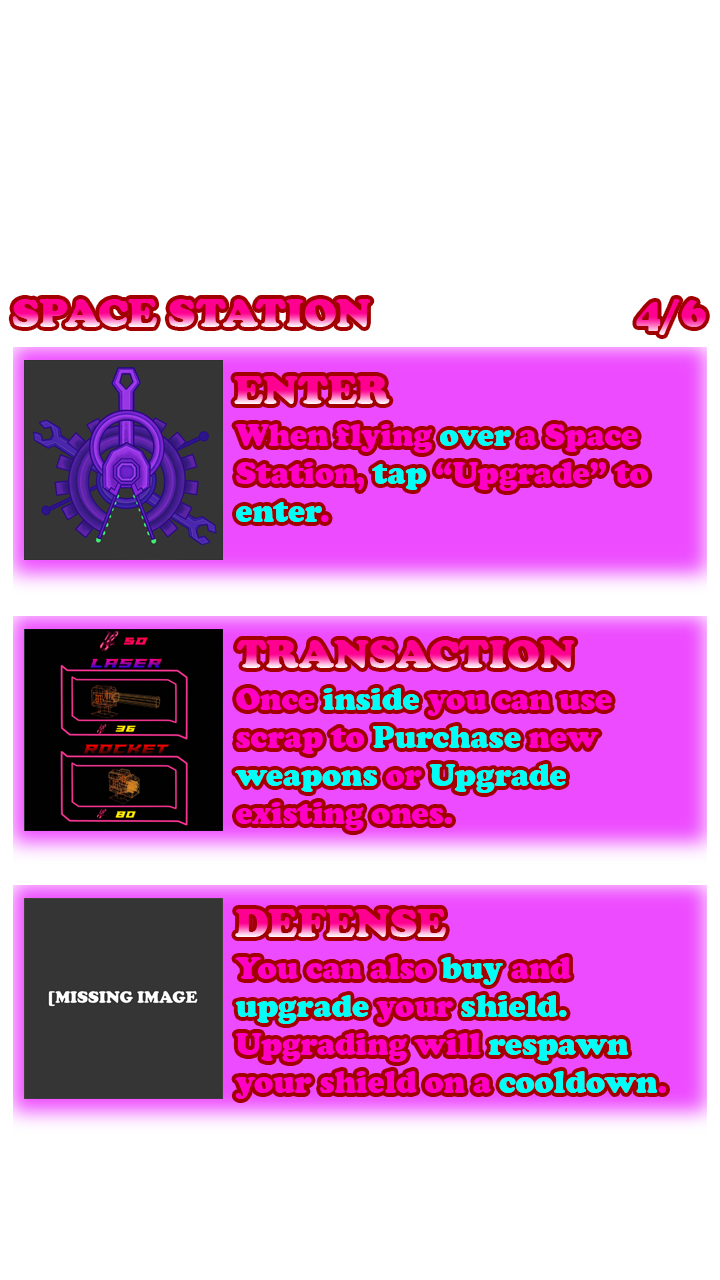 SPACE STATION 4/6
ENTER
When flying over a Space
Station, tap “Upgrade” to
enter.
50
LASER
36
ROCKET
80
TRANSACTION
Once inside you can use
scrap to Purchase new
weapons or Upgrade
existing ones.
[MISSING IMAGE
DEFENSE
You can also buy and
upgrade your shield.
Upgrading will respawn
your shield on a cooldown.